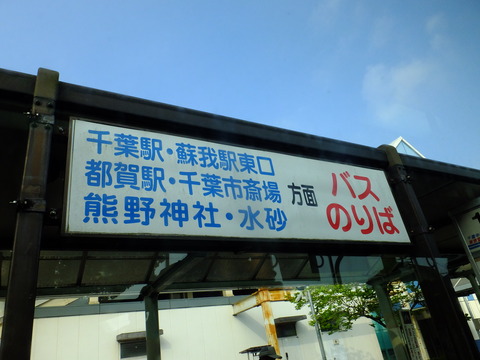 千葉駅・蘇我駅東口
都賀駅・千葉市斎場
熊野神社・水砂
方面
バス
のりば